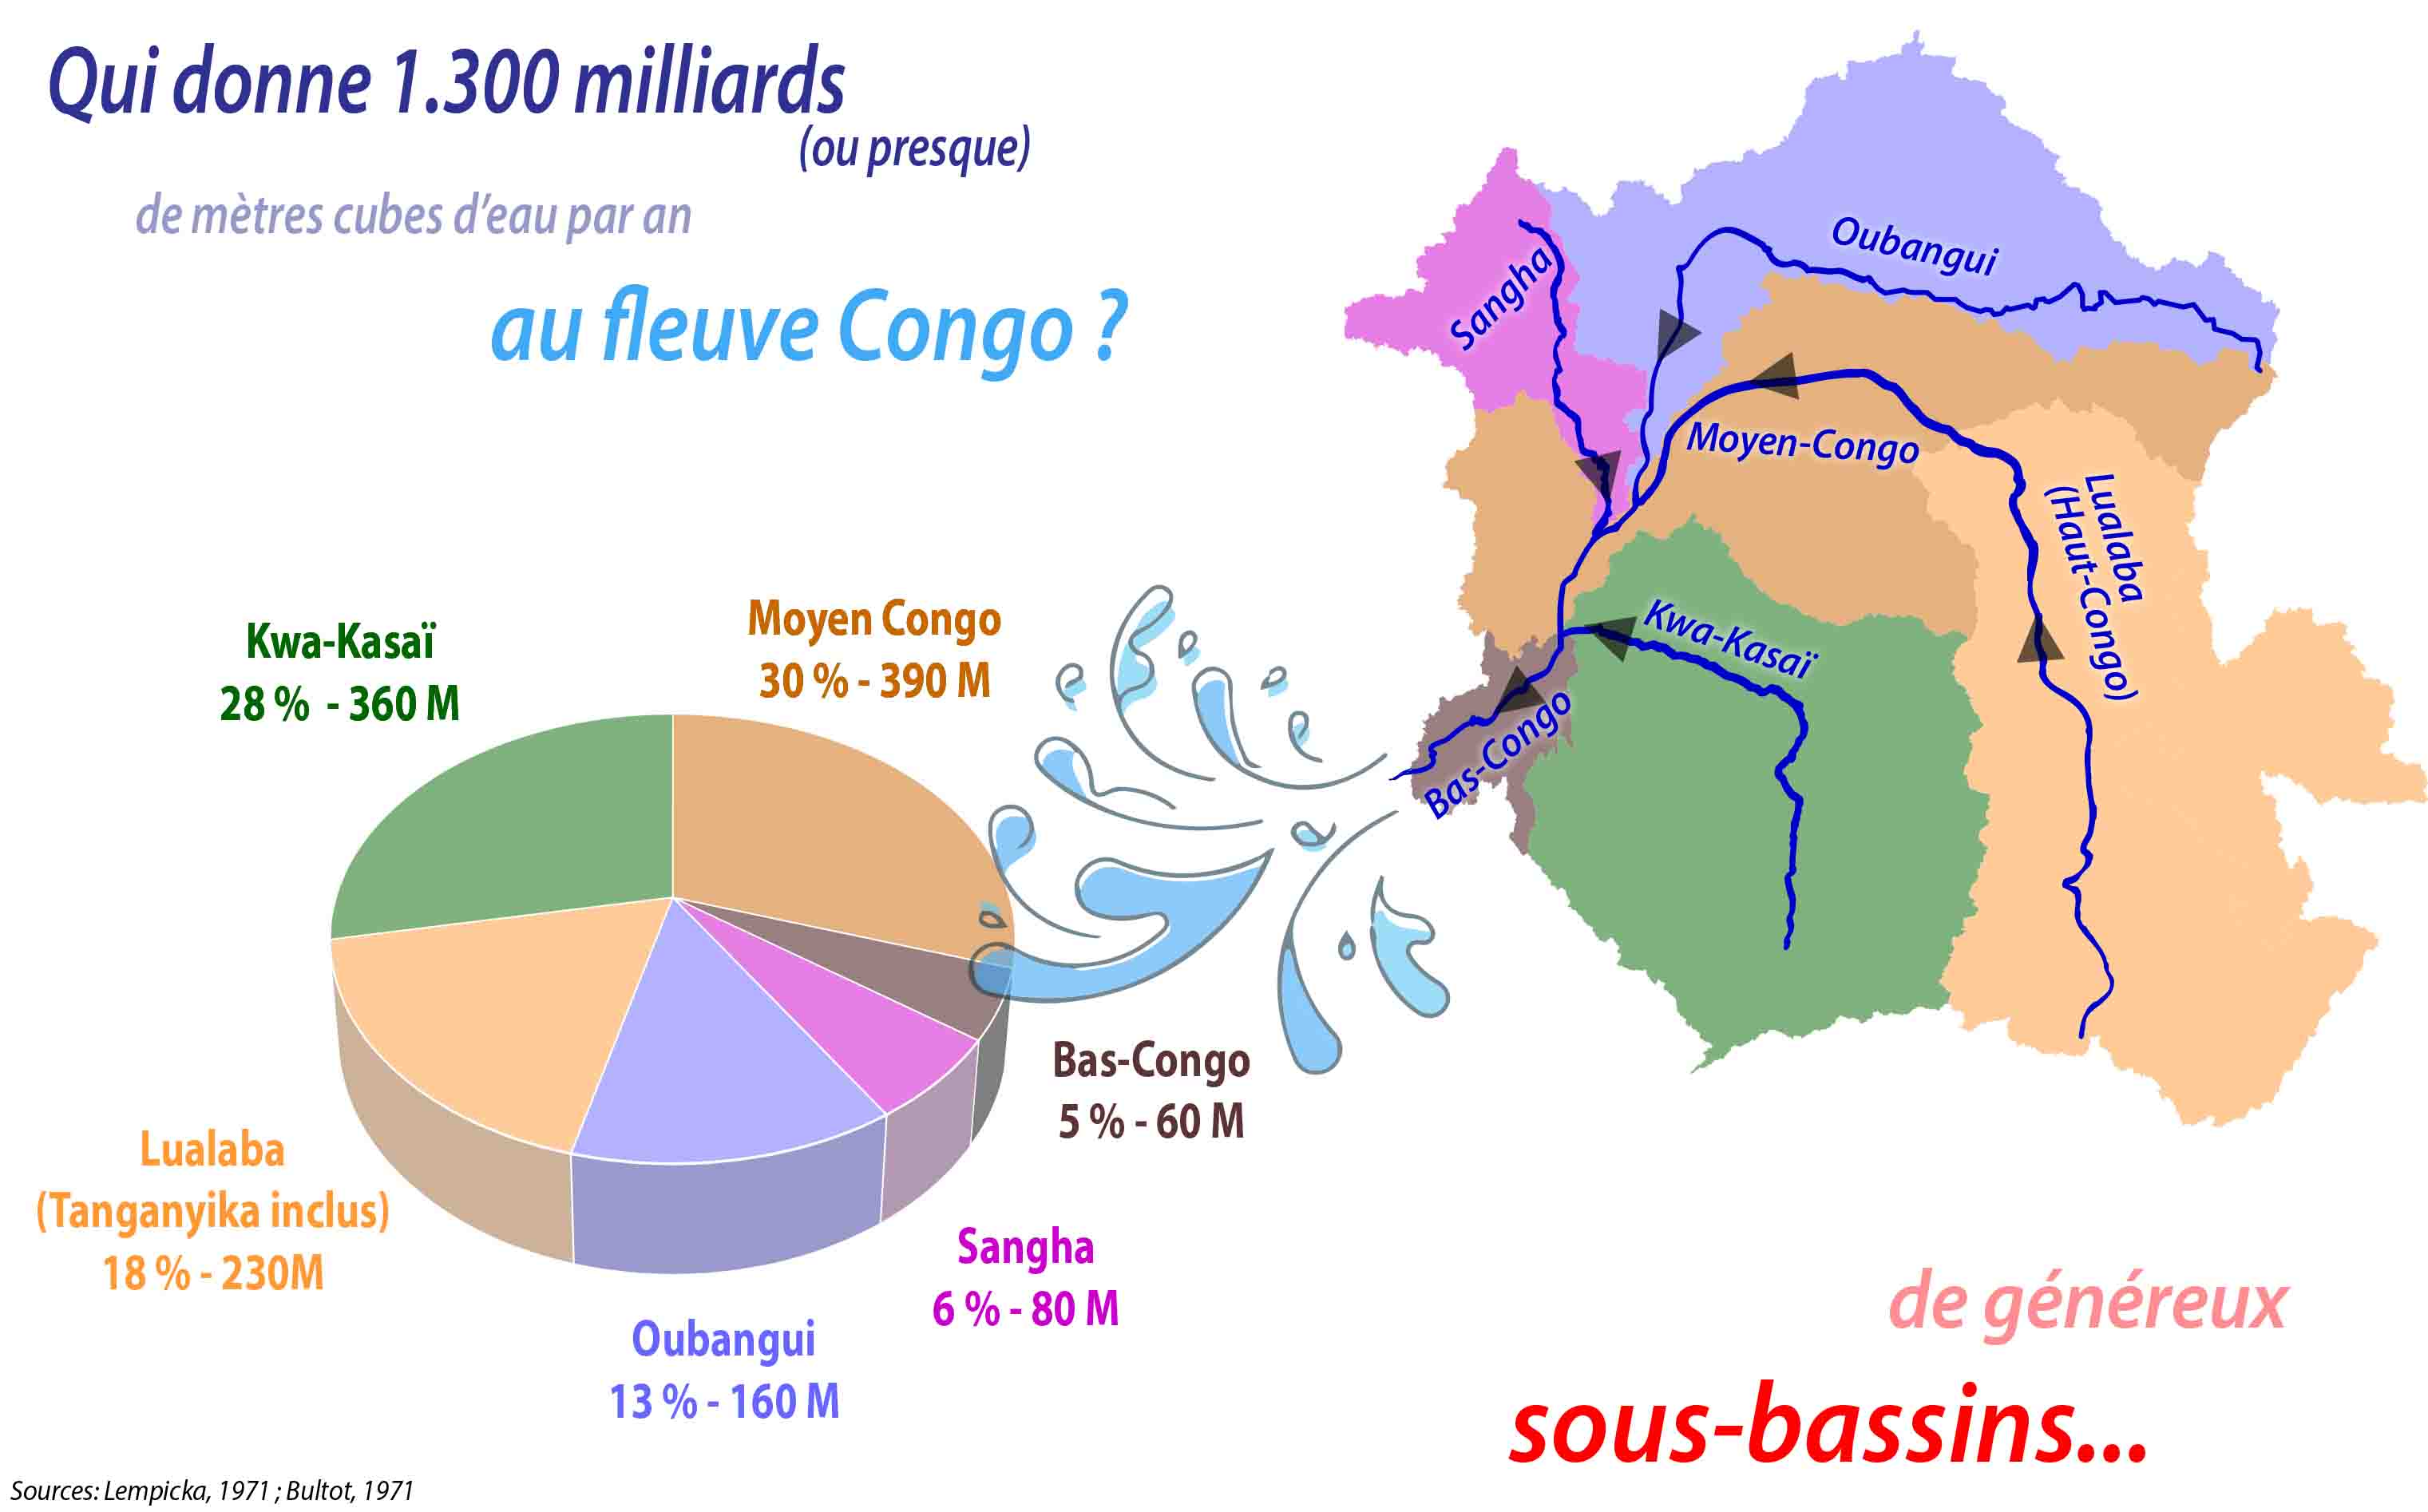 Qui donne 1.300 milliards
(ou presque)
de mètres cubes d’eau par an
au fleuve Congo ?
Oubangui
Sangha
Moyen-Congo
Lualaba
(Haut-Congo)
Kwa-Kasaï
Bas-Congo
Kwa-Kasaï
28 % - 360 M
Moyen Congo
30 % - 390 M
Bas-Congo
5 % - 60 M
Lualaba
(Tanganyika inclus)
18 % - 230M
Sangha
6 % - 80 M
Oubangui
13 % - 160 M
de généreux
sous-bassins...
Sources: Lempicka, 1971 ; Bultot, 1971